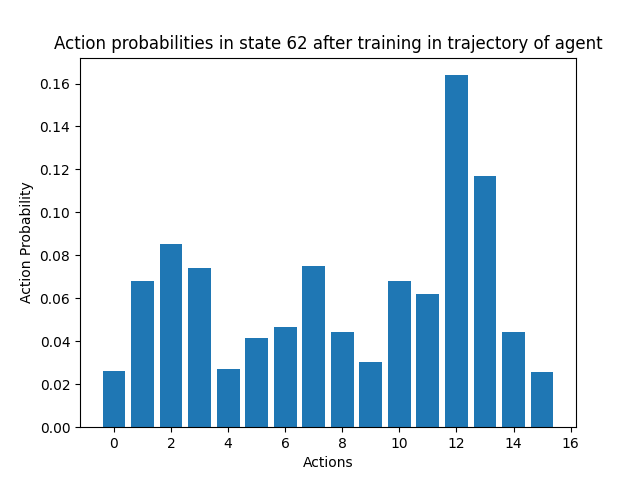 Action probabilities in state 62 after training in trajectory of agent
0.16
0.14
0.12
0.10
0.08
0.06
0.04
0.02
0.00
Action Probability
0 2 4 6 8 10 12 14 16
Actions